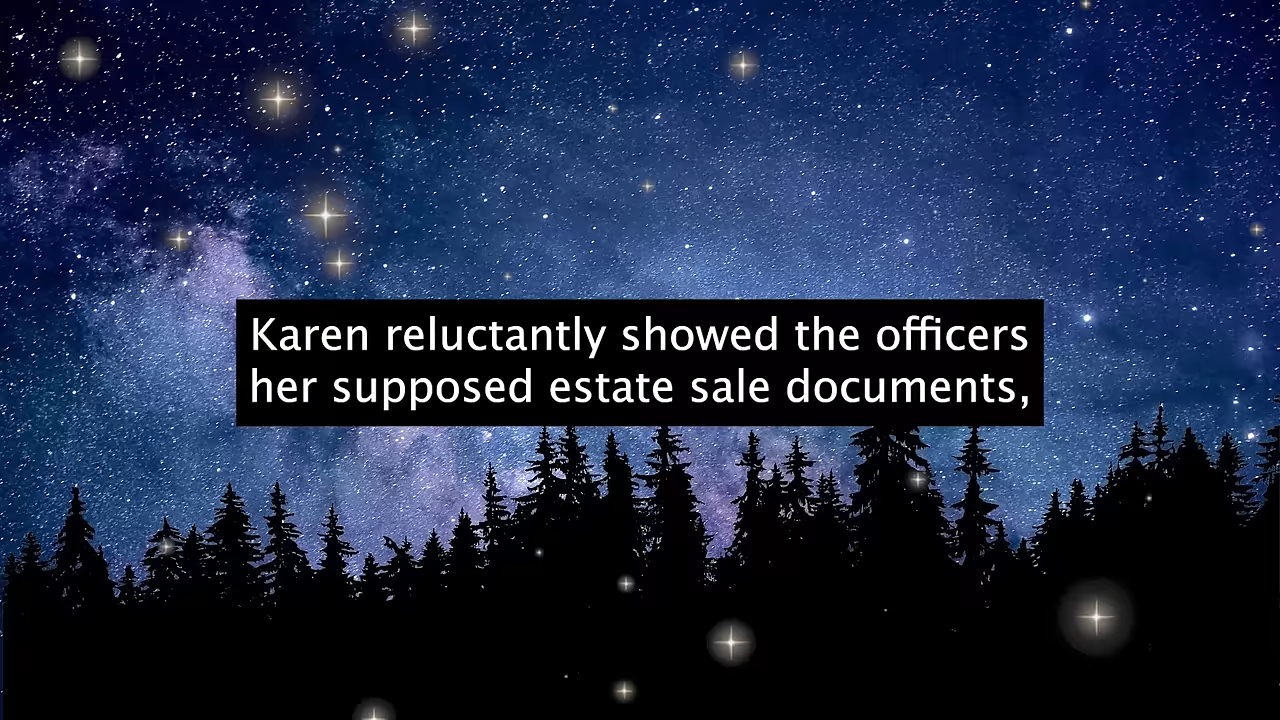 Karen reluctantly showed the officers
her supposed estate sale documents,